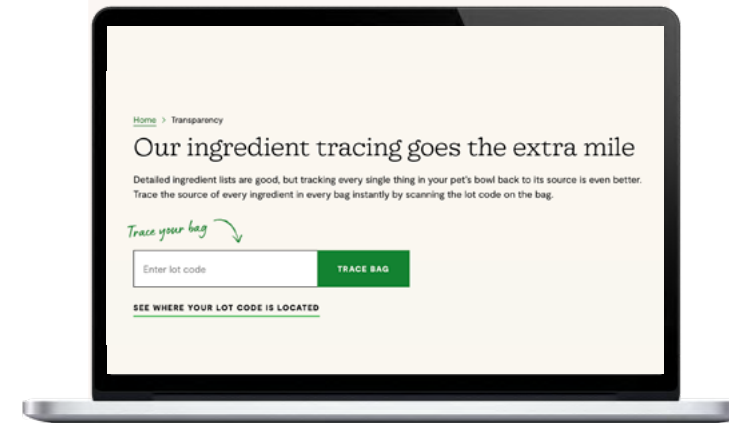 Home > Transparency
Our ingredient tracing goes the extra mile
Detailed ingredient lists are good, but tracking every single thing in your pet's bowl back to its source is even better.
Trace the source of every ingredient in every bag instantly by scanning the lot code on the bag.
Trace your bag
Enter lot code
TRACE BAG
SEE WHERE YOUR LOT CODE IS LOCATED